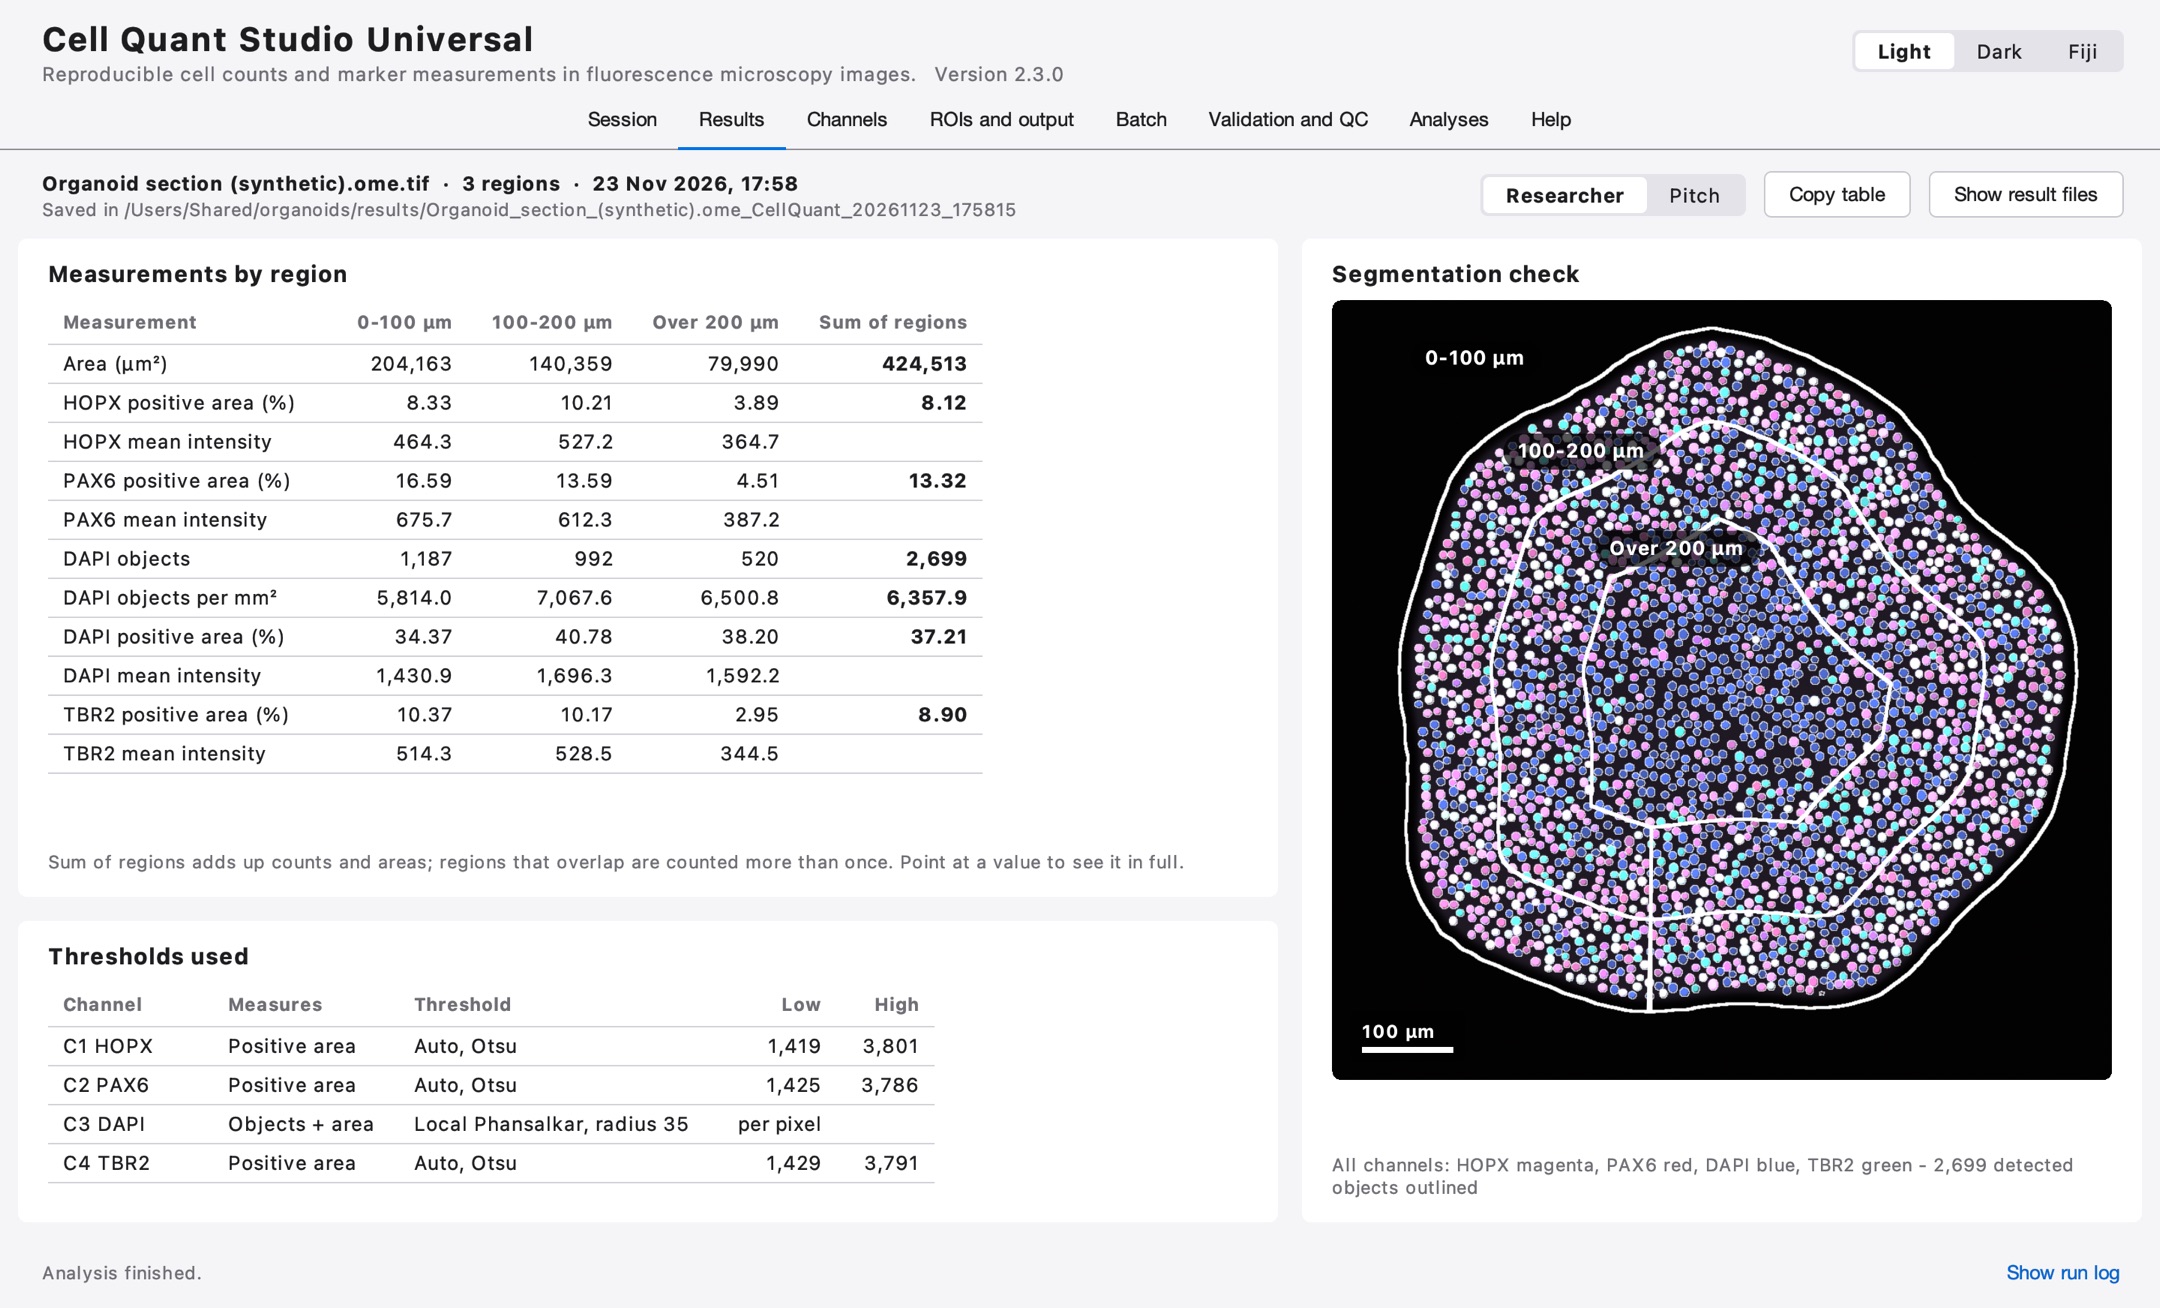 Cell Quant Studio Universal
Reproducible cell counts and marker measurements in fluorescence microscopy images. Version 2.3.0
Light Dark Fiji
Session Results Channels ROIs and output Batch Validation and QC Analyses Help
Organoid section (synthetic).ome.tif · 3 regions · 23 Nov 2026, 17:58
Saved in /Users/Shared/organoids/results/Organoid_section_(synthetic).ome_CellQuant_20261123_175815
Researcher Pitch Copy table Show result files
Measurements by region
Measurement 0-100 µm 100-200 µm Over 200 µm Sum of regions
Area (µm²) 204,163 140,359 79,990 424,513
HOPX positive area (%) 8.33 10.21 3.89 8.12
HOPX mean intensity 464.3 527.2 364.7
PAX6 positive area (%) 16.59 13.59 4.51 13.32
PAX6 mean intensity 675.7 612.3 387.2
DAPI objects 1,187 992 520 2,699
DAPI objects per mm² 5,814.0 7,067.6 6,500.8 6,357.9
DAPI positive area (%) 34.37 40.78 38.20 37.21
DAPI mean intensity 1,430.9 1,696.3 1,592.2
TBR2 positive area (%) 10.37 10.17 2.95 8.90
TBR2 mean intensity 514.3 528.5 344.5
Sum of regions adds up counts and areas; regions that overlap are counted more than once. Point at a value to see it in full.
Thresholds used
Channel Measures Threshold Low High
C1 HOPX Positive area Auto, Otsu 1,419 3,801
C2 PAX6 Positive area Auto, Otsu 1,425 3,786
C3 DAPI Objects + area Local Phansalkar, radius 35 per pixel
C4 TBR2 Positive area Auto, Otsu 1,429 3,791
Segmentation check
0-100 µm
100-200 µm
Over 200 µm
100 µm
All channels: HOPX magenta, PAX6 red, DAPI blue, TBR2 green - 2,699 detected
objects outlined
Analysis finished.
Show run log